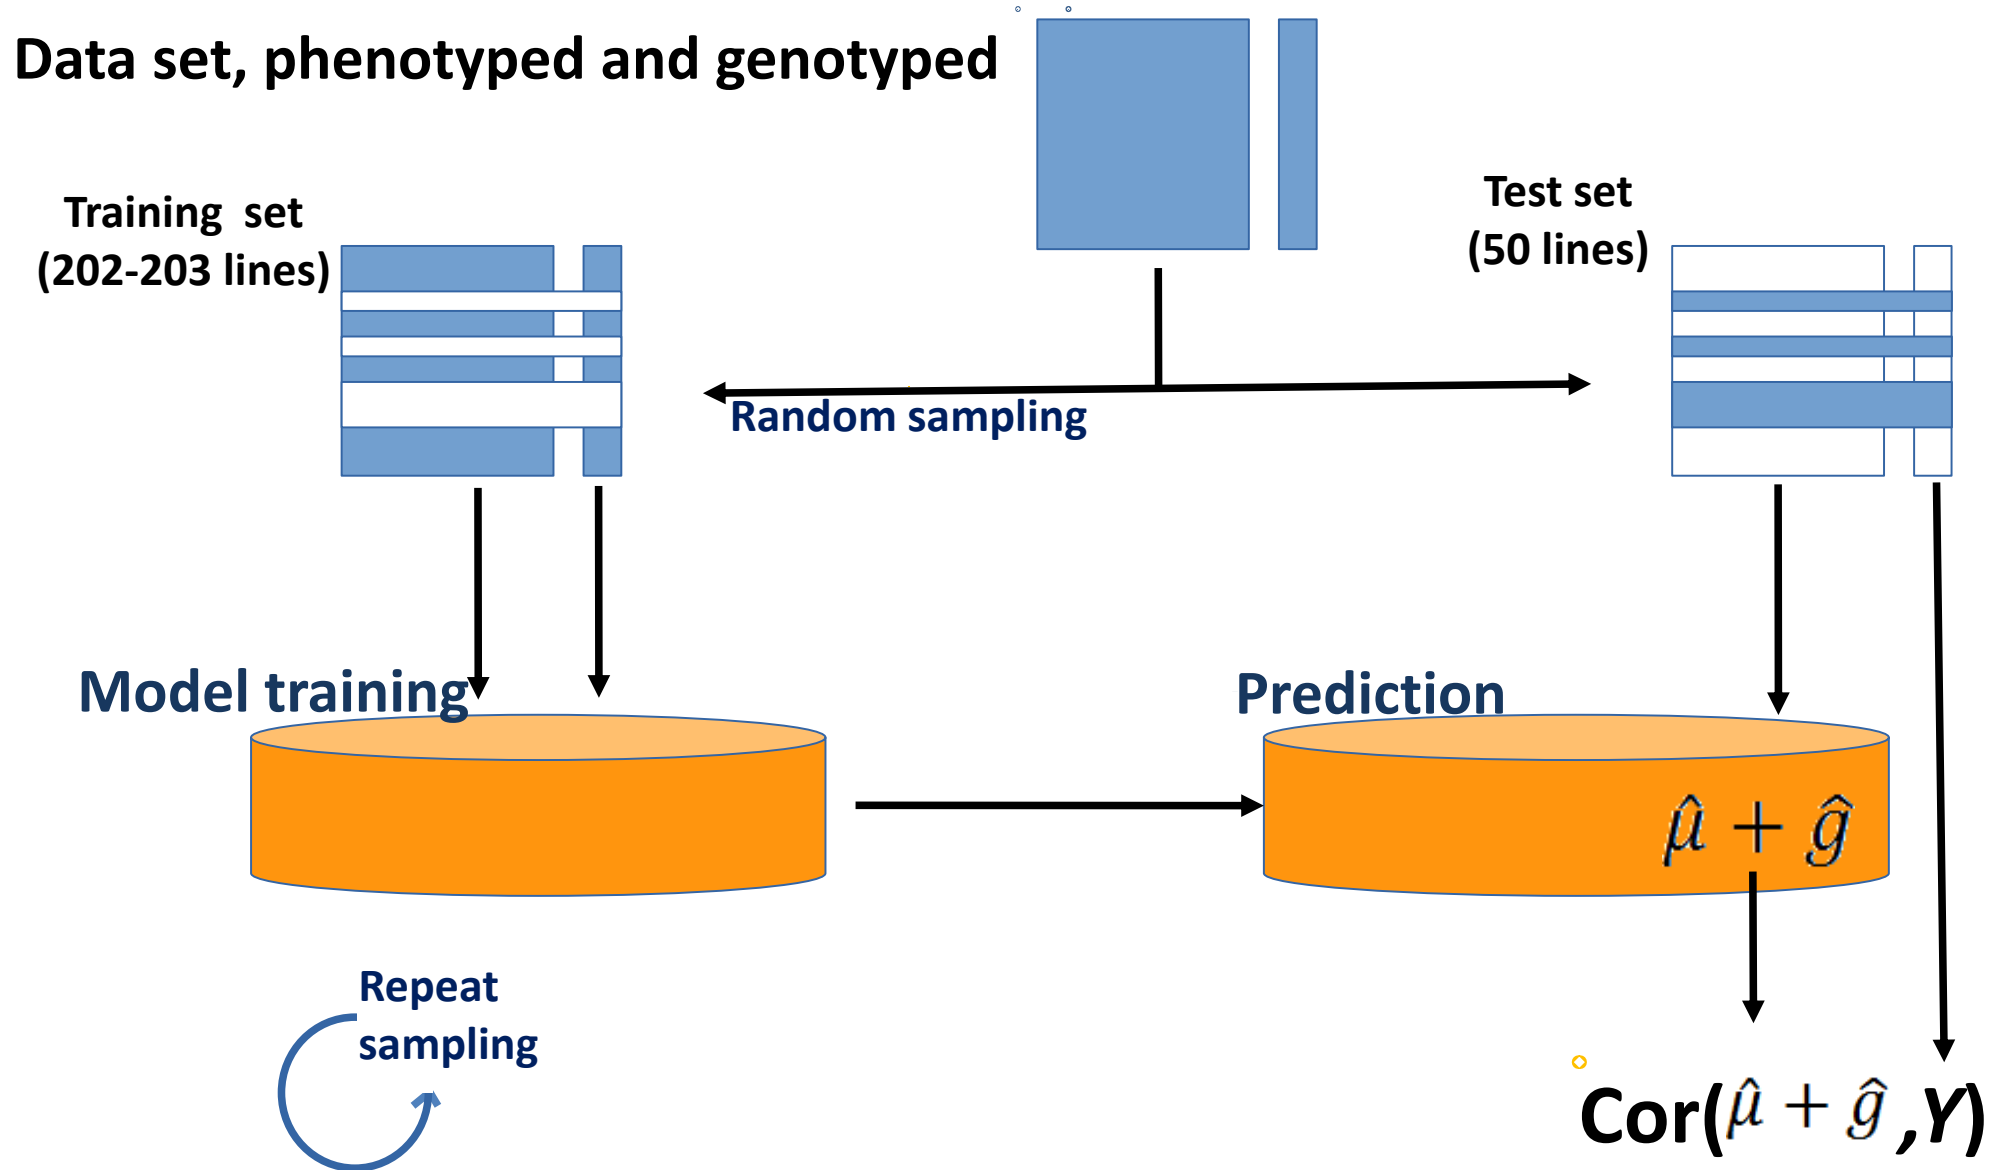 Data set, phenotyped and genotyped
Training set
(202-203 lines)
Test set
(50 lines)
Random sampling
Model training
Prediction
μ̂ + ĝ
Repeat
sampling
Cor(μ̂ + ĝ ,Y)